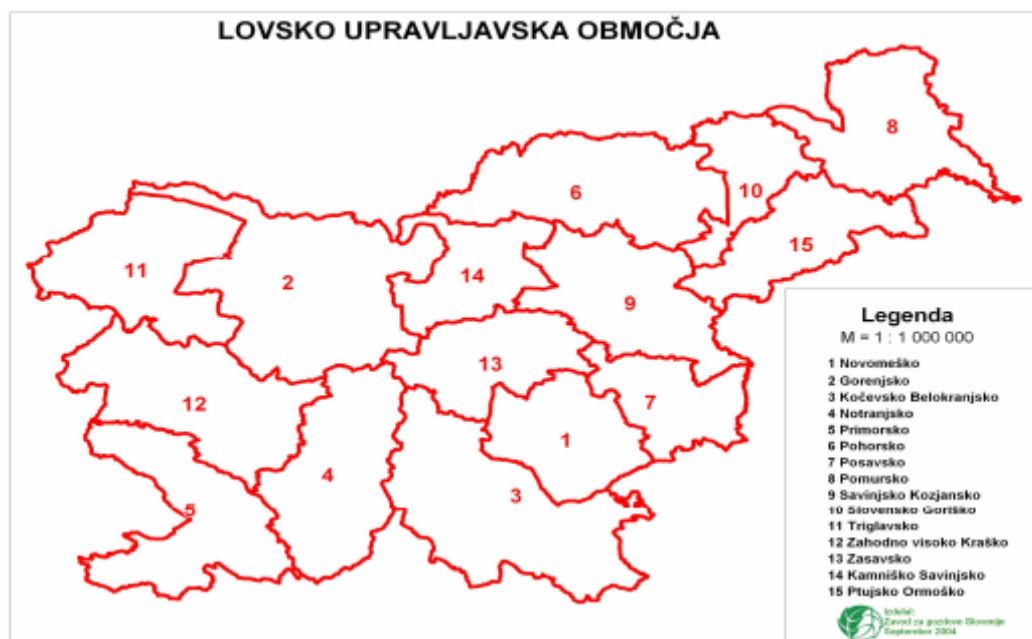 LOVSKO UPRAVLJAVSKA OBMOČJA
8
6
10
15
11
2
14
9
13
12
7
1
4
3
5
Legenda
M = 1 : 1 000 000
1 Novomeško
2 Gorenjsko
3 Kočevsko Belokranjsko
4 Notranjsko
5 Primorsko
6 Pohorsko
7 Posavsko
8 Pomursko
9 Savinjsko Kozjansko
10 Slovensko Goriško
11 Triglavsko
12 Zahodno visoko Kraško
13 Zasavsko
14 Kamniško Savinjsko
15 Ptujsko Ormoško
Izdelal:
Zavod za gozdove Slovenije
September 2004